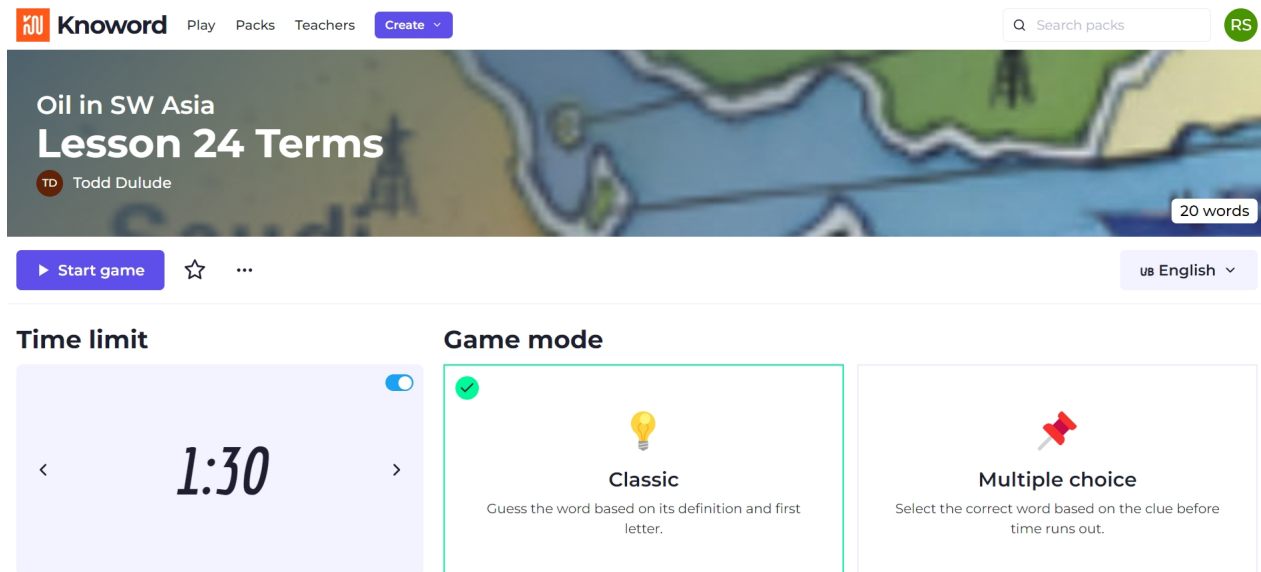 Knoword Play Packs Teachers Create Search packs RS
Oil in SW Asia
Lesson 24 Terms
TD Todd Dulude
Saudi
20 words
Start game
UB English
Time limit
Game mode
1:30
Classic
Guess the word based on its definition and first
letter.
Multiple choice
Select the correct word based on the clue before
time runs out.